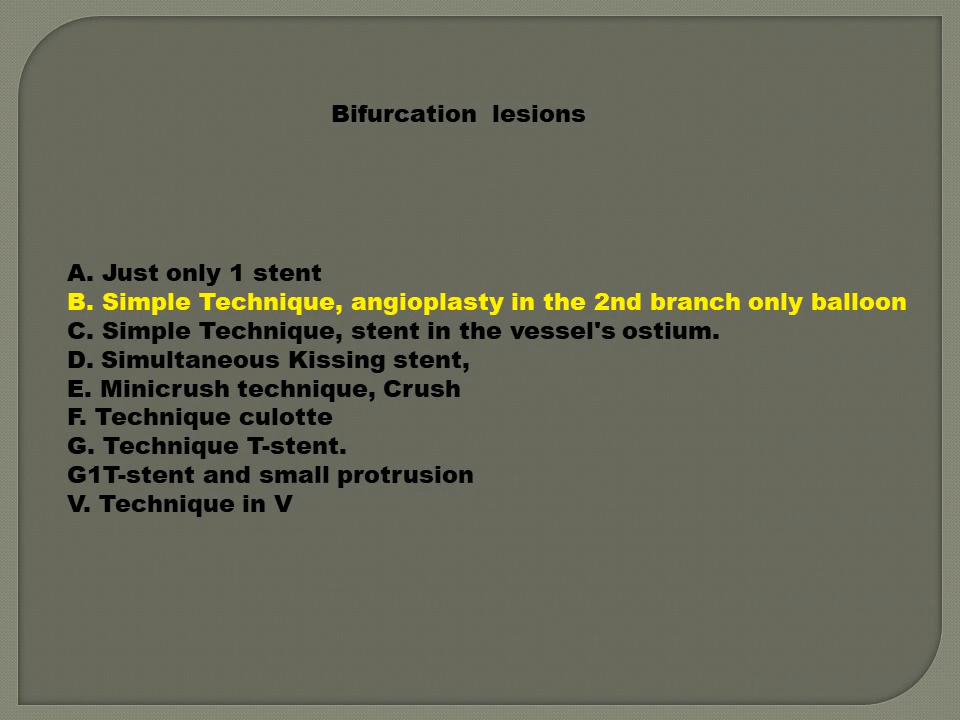 Bifurcation  lesions
A. Just only 1 stent
B. Simple Technique, angioplasty in the 2nd branch only balloon
C. Simple Technique, stent in the vessel's ostium.
D. Simultaneous Kissing stent,
E. Minicrush technique, Crush
F. Technique culotte
G. Technique T-stent.
G1T-stent and small protrusion
V. Technique in V